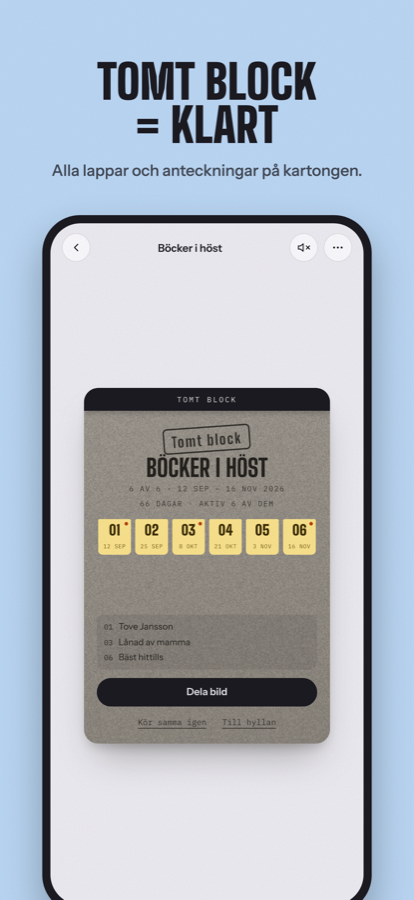 TOMT BLOCK
= KLART
Alla lappar och anteckningar på kartongen.
Böcker i höst
TOMT BLOCK
Tomt block
BÖCKER I HÖST
6 AV 6 · 12 SEP – 16 NOV 2026
66 DAGAR · AKTIV 6 AV DEM
01 02 03 04 05 06
12 SEP 25 SEP 8 OKT 21 OKT 3 NOV 16 NOV
01 Tove Jansson
03 Lånad av mamma
06 Bäst hittills
Dela bild
Kör samma igen Till hyllan